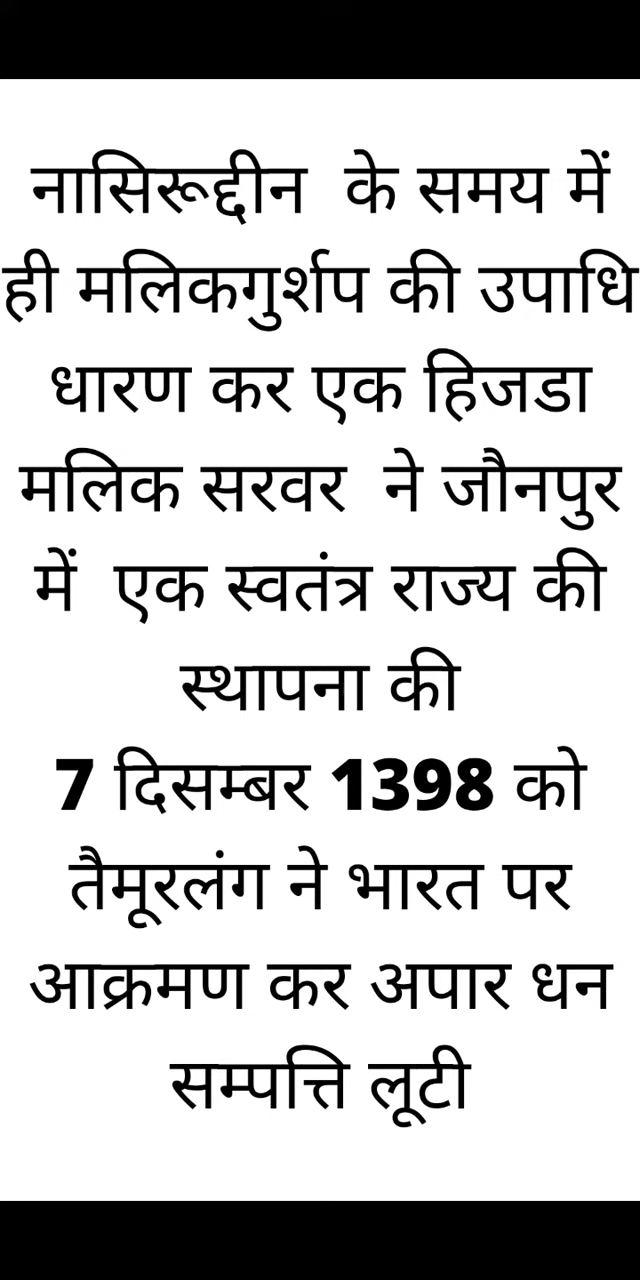 नासिरूद्दीन के समय में
ही मलिकगुर्शप की उपाधि
धारण कर एक हिजडा
मलिक सरवर ने जौनपुर
में एक स्वतंत्र राज्य की
स्थापना की
7 दिसम्बर 1398 को
तैमूरलंग ने भारत पर
आक्रमण कर अपार धन
सम्पत्ति लूटी